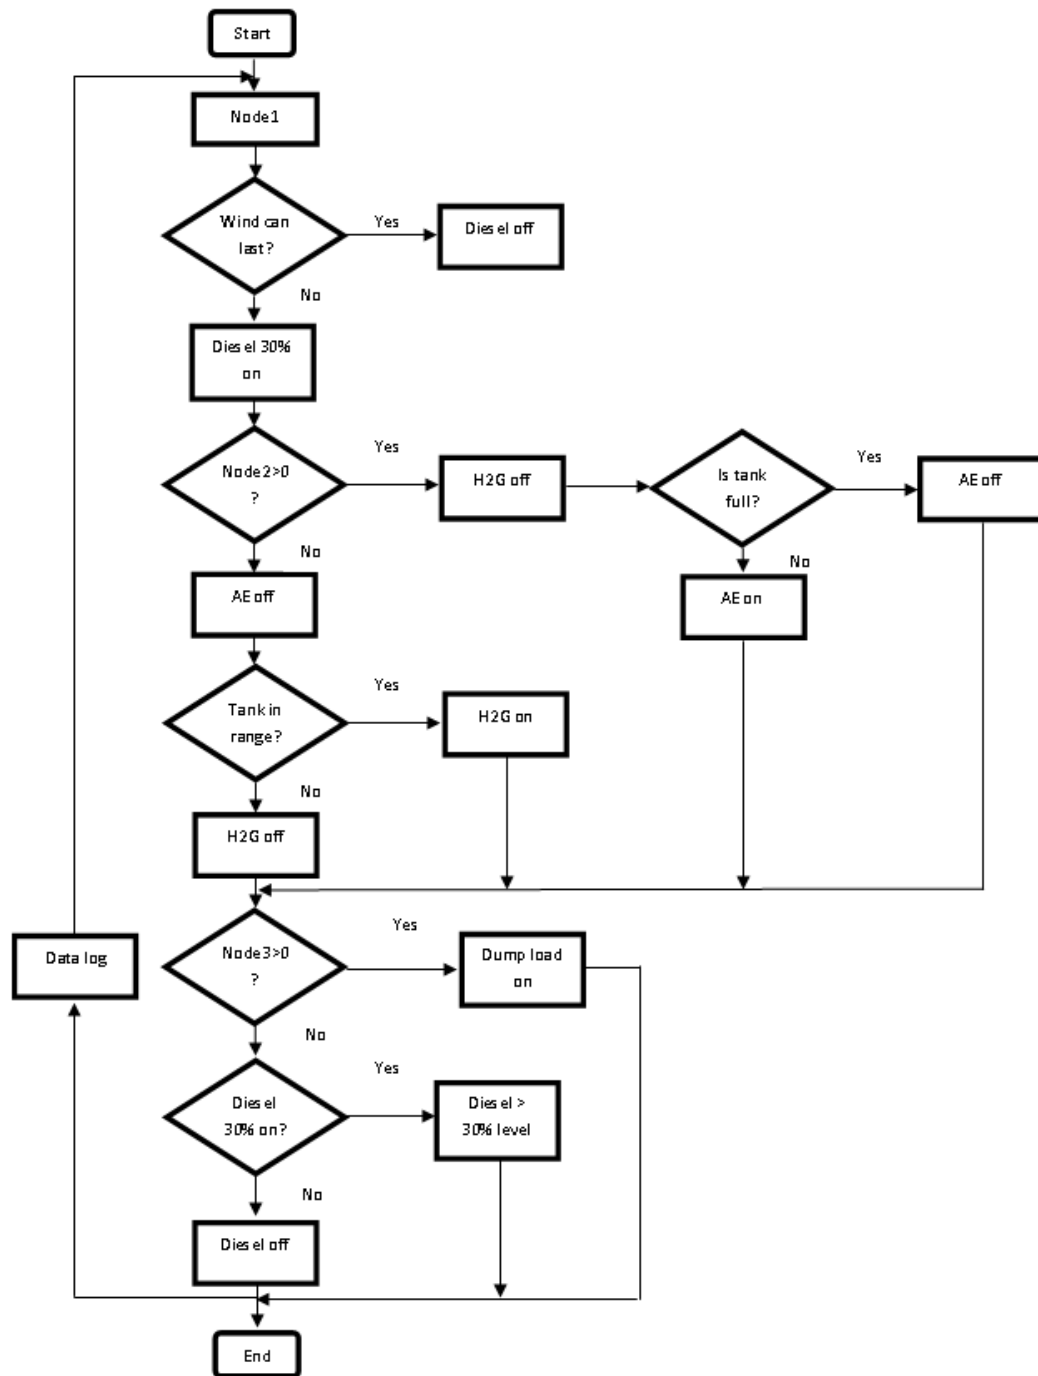 Start
Node1
Wind can
last?
Yes
Diesel off
No
Diesel 30%
on
Node2>0
?
Yes
H2G off
Is tank
full?
Yes
AE off
No
AE off
No
AE on
Tank in
range?
Yes
H2G on
No
H2G off
Node3>0
?
Yes
Dump load
on
Data log
No
Diesel
30% on?
Yes
Diesel >
30% level
No
Diesel off
End